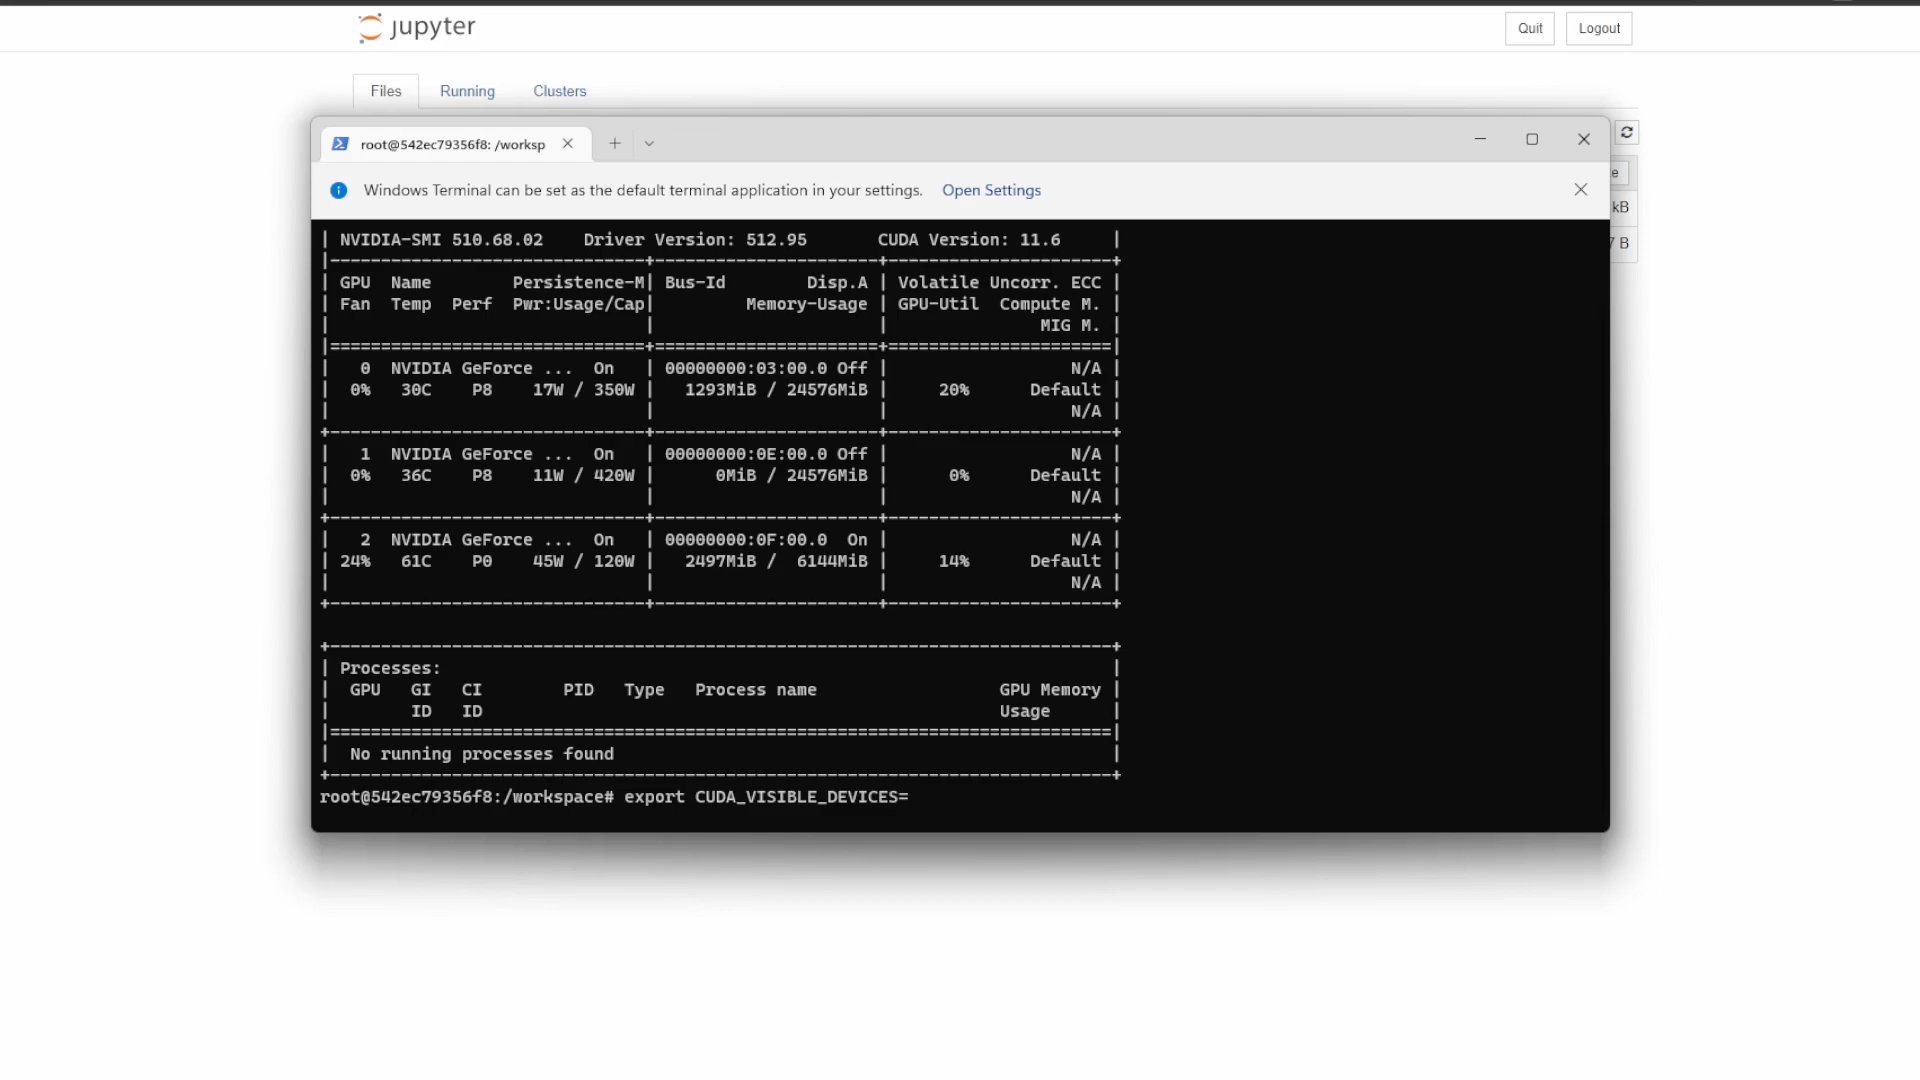 jupyter
Quit
Logout
Files
Running
Clusters
root@542ec79356f8: /worksp
Windows Terminal can be set as the default terminal application in your settings. Open Settings
e
kB
7 B
| NVIDIA-SMI 510.68.02    Driver Version: 512.95       CUDA Version: 11.6     |
|-------------------------------+----------------------+----------------------+
| GPU  Name        Persistence-M| Bus-Id        Disp.A | Volatile Uncorr. ECC |
| Fan  Temp  Perf  Pwr:Usage/Cap|         Memory-Usage | GPU-Util  Compute M. |
|                               |                      |               MIG M. |
|===============================+======================+======================|
|   0  NVIDIA GeForce ...  On   | 00000000:03:00.0 Off |                  N/A |
|  0%   30C    P8    17W / 350W |   1293MiB / 24576MiB |     20%      Default |
|                               |                      |                  N/A |
+-------------------------------+----------------------+----------------------+
|   1  NVIDIA GeForce ...  On   | 00000000:0E:00.0 Off |                  N/A |
|  0%   36C    P8    11W / 420W |      0MiB / 24576MiB |      0%      Default |
|                               |                      |                  N/A |
+-------------------------------+----------------------+----------------------+
|   2  NVIDIA GeForce ...  On   | 00000000:0F:00.0  On |                  N/A |
| 24%   61C    P0    45W / 120W |   2497MiB /  6144MiB |     14%      Default |
|                               |                      |                  N/A |
+-------------------------------+----------------------+----------------------+
+-----------------------------------------------------------------------------+
| Processes:                                                                  |
|  GPU   GI   CI        PID   Type   Process name                  GPU Memory |
|        ID   ID                                                   Usage      |
|=============================================================================|
|  No running processes found                                                 |
+-----------------------------------------------------------------------------+
root@542ec79356f8:/workspace# export CUDA_VISIBLE_DEVICES=